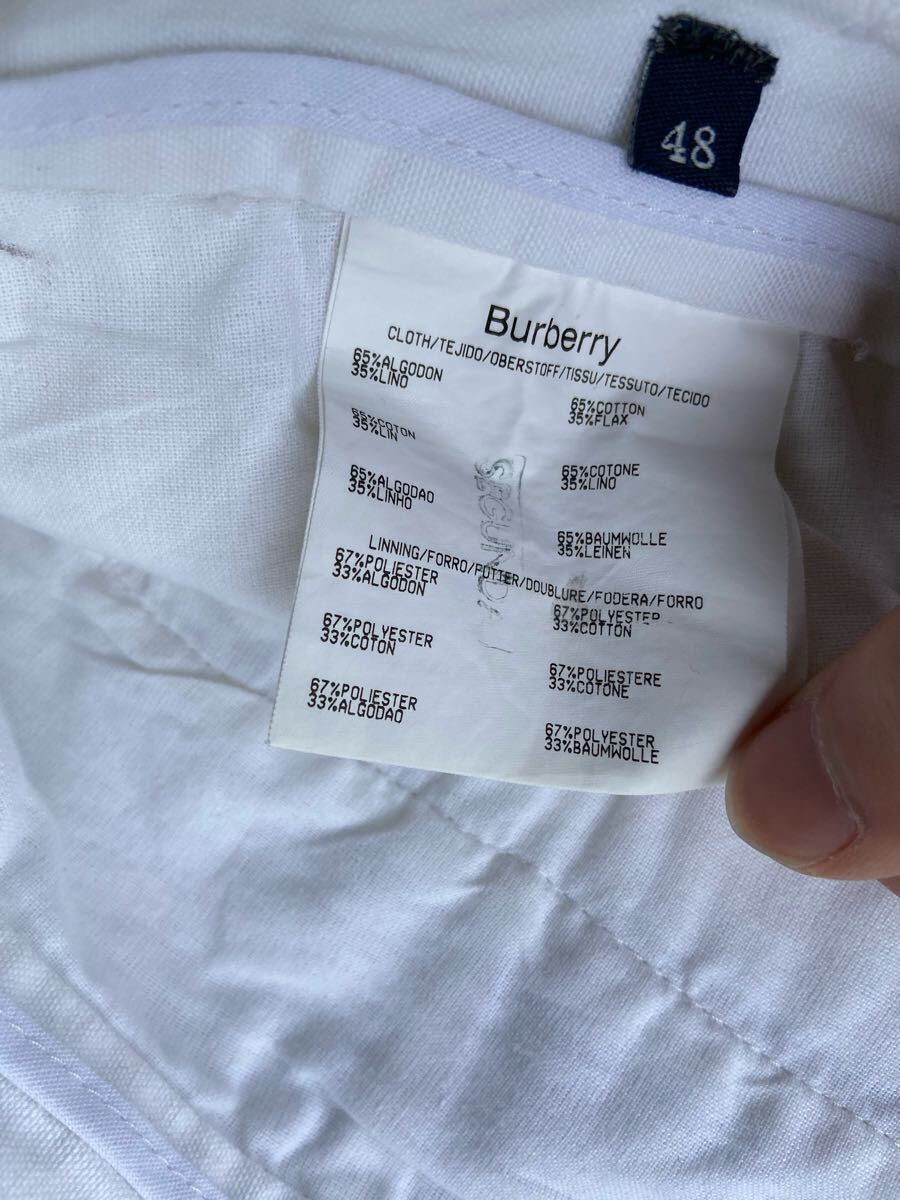 48
Burberry
CLOTH/TEJIDO/OBERSTOFF/TISSU/TESSUTO/TECIDO
65%ALGODON
35%LINO
65%COTTON
35%FLAX
65%COTON
35%LIN
65%COTONE
35%LINO
65%ALGODAO
35%LINHO
65%BAUMWOLLE
35%LEINEN
SEGUNDA
LINNING/FORRO/FUTTER/DOUBLURE/FODERA/FORRO
67%POLIESTER
33%ALGODON
67%POLYESTER
33%COTTON
67%POLYESTER
33%COTON
67%POLIESTERE
33%COTONE
67%POLIESTER
33%ALGODAO
67%POLYESTER
33%BAUMWOLLE